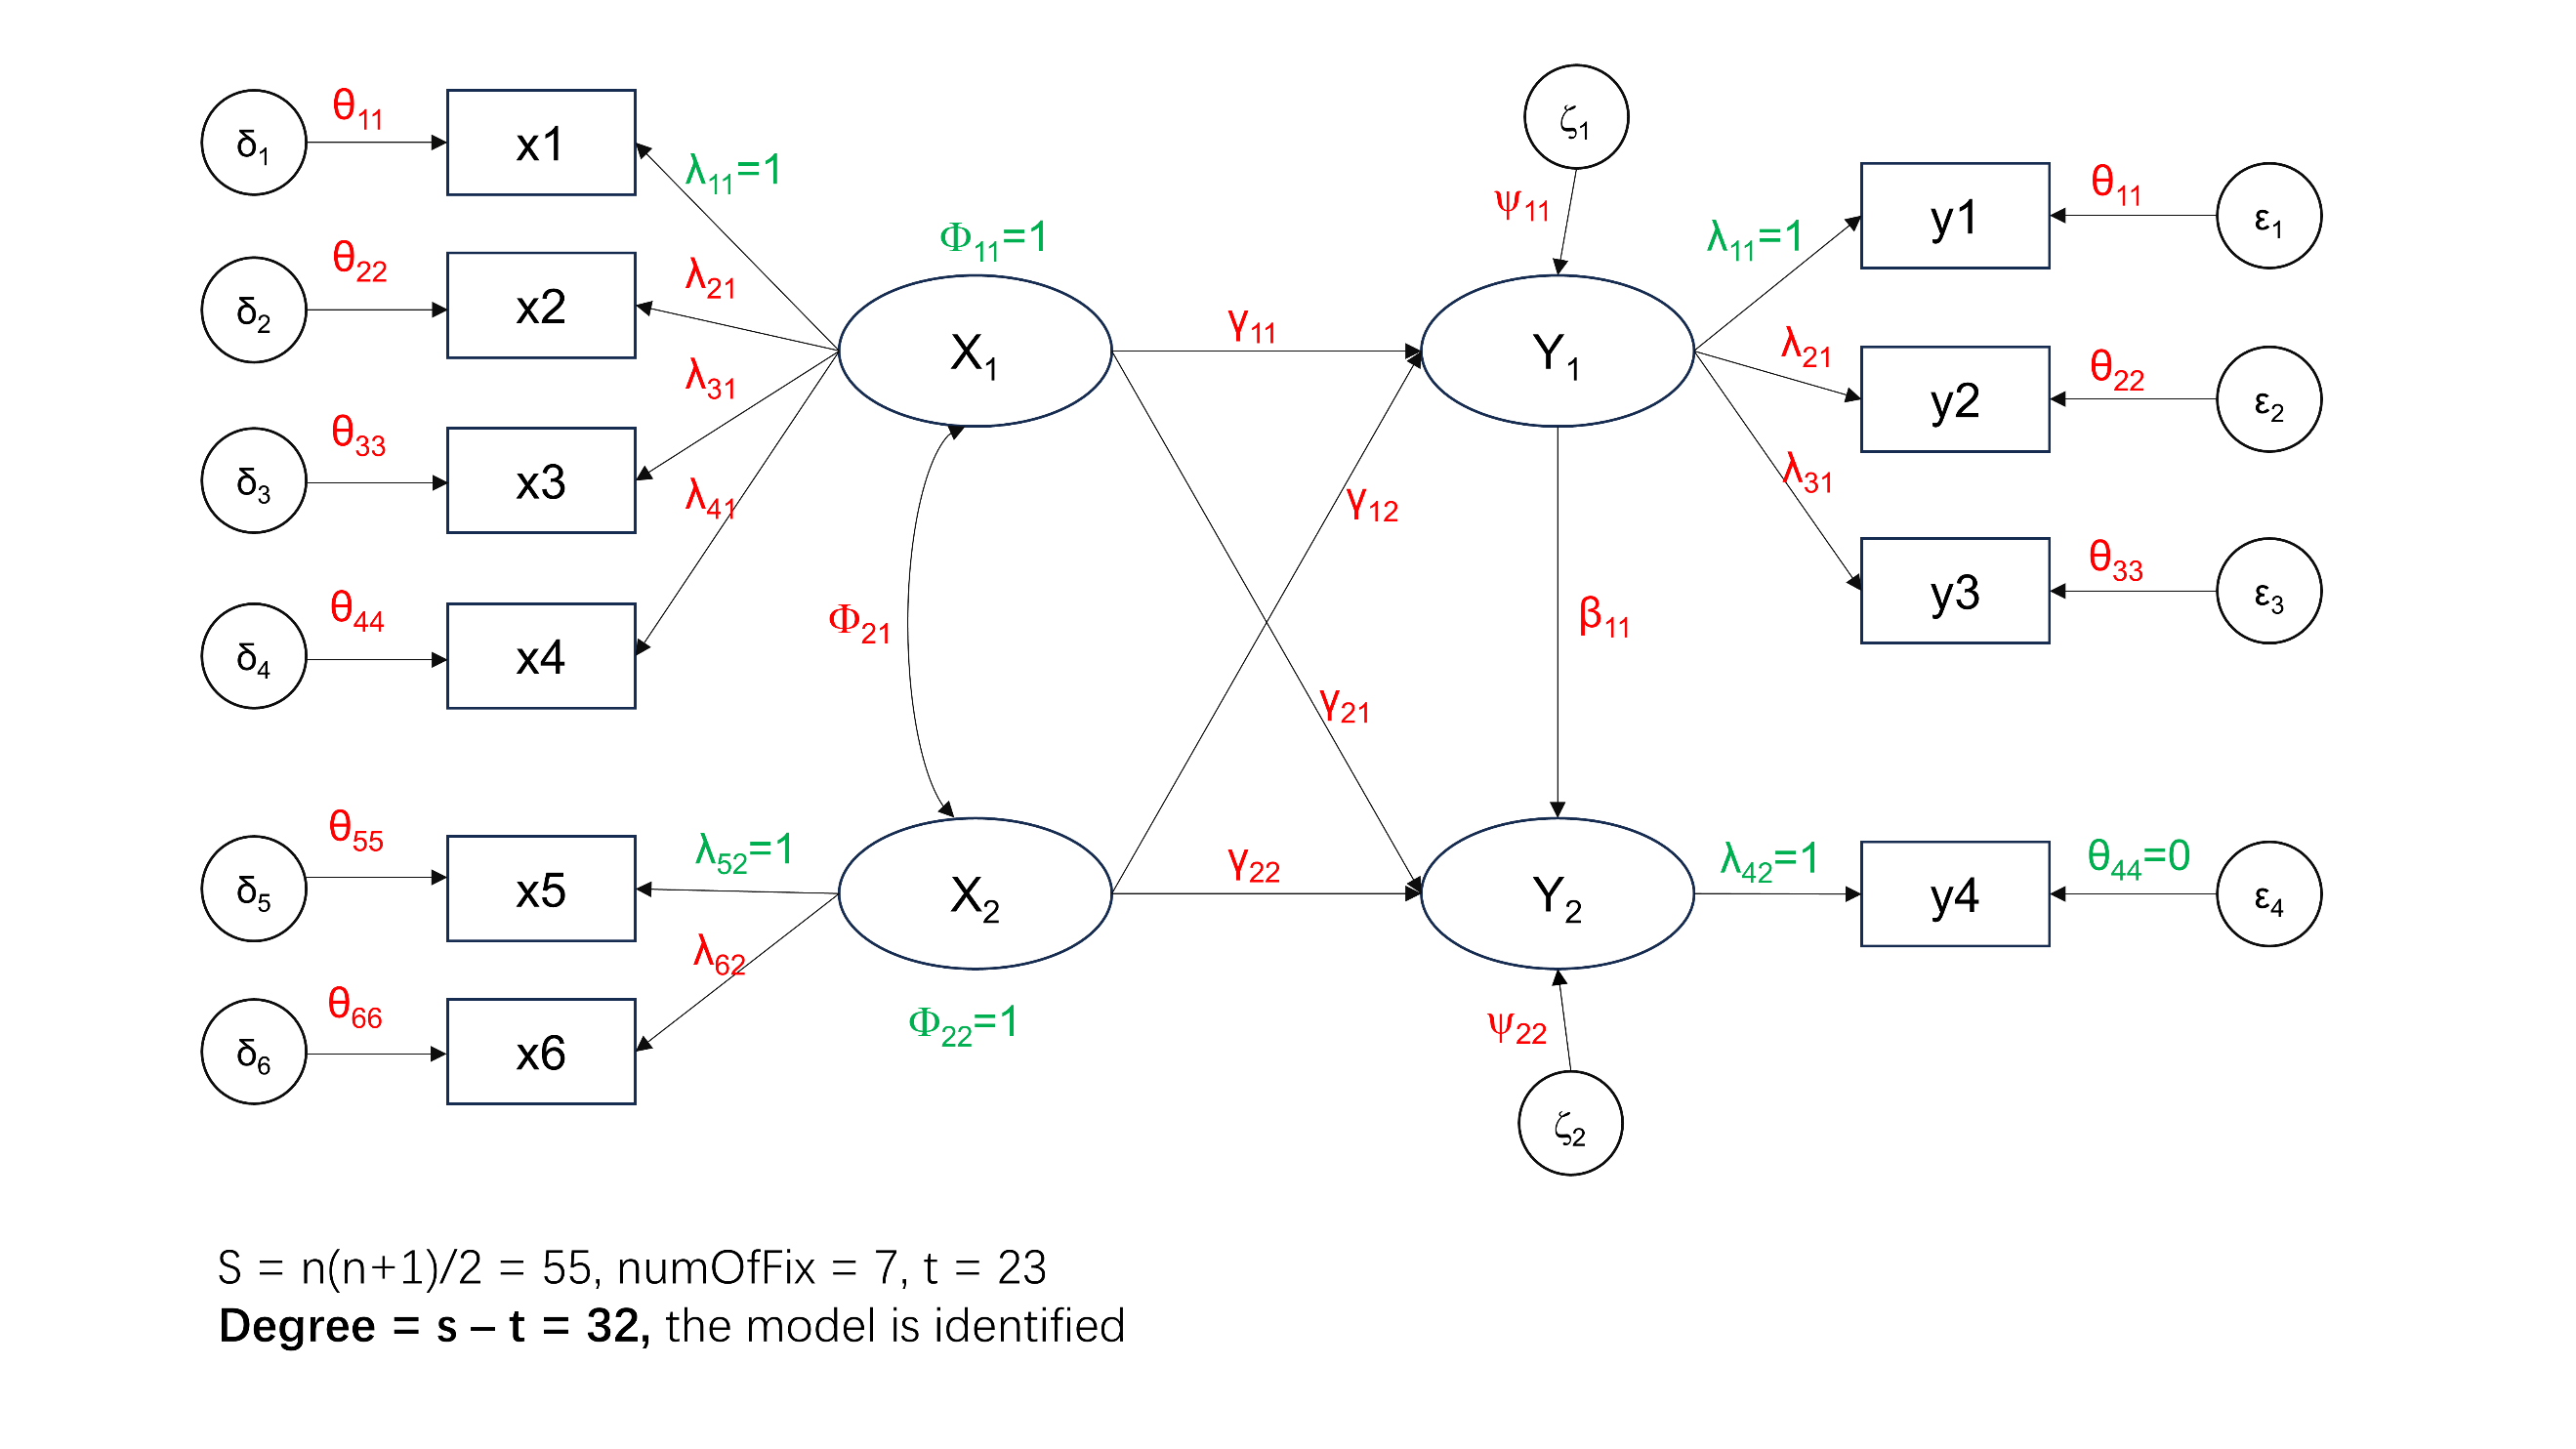 ζ1
δ1 θ11 x1 λ11=1
ψ11 λ11=1 y1 θ11 ε1
Φ11=1
δ2 θ22 x2 λ21
X1 γ11 Y1
λ31
λ21 y2 θ22 ε2
δ3 θ33 x3 λ41
γ12
λ31
δ4 θ44 x4
Φ21
β11
y3 θ33 ε3
γ21
δ5 θ55 x5 λ52=1
X2 γ22 Y2 λ42=1 y4 θ44=0 ε4
λ62
δ6 θ66 x6
Φ22=1
ψ22
ζ2
S = n(n+1)/2 = 55, numOfFix = 7, t = 23
Degree = s – t = 32, the model is identified